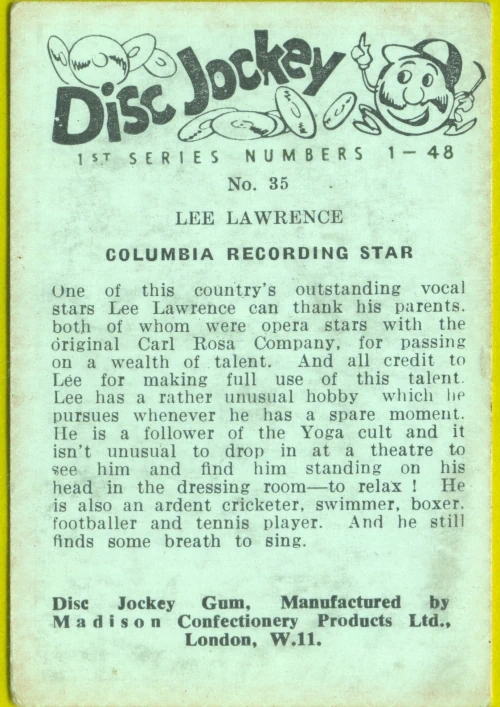 Disc Jockey
1ST SERIES NUMBERS 1—48
No. 35
LEE LAWRENCE
COLUMBIA RECORDING STAR
One of this country's outstanding vocal
stars Lee Lawrence can thank his parents.
both of whom were opera stars with the
original Carl Rosa Company, for passing
on a wealth of talent. And all credit to
Lee for making full use of this talent.
Lee has a rather unusual hobby which he
pursues whenever he has a spare moment.
He is a follower of the Yoga cult and it
isn't unusual to drop in at a theatre to
see him and find him standing on his
head in the dressing room—to relax ! He
is also an ardent cricketer, swimmer, boxer.
footballer and tennis player. And he still
finds some breath to sing.
Disc Jockey Gum, Manufactured by
Madison Confectionery Products Ltd.,
London, W.11.